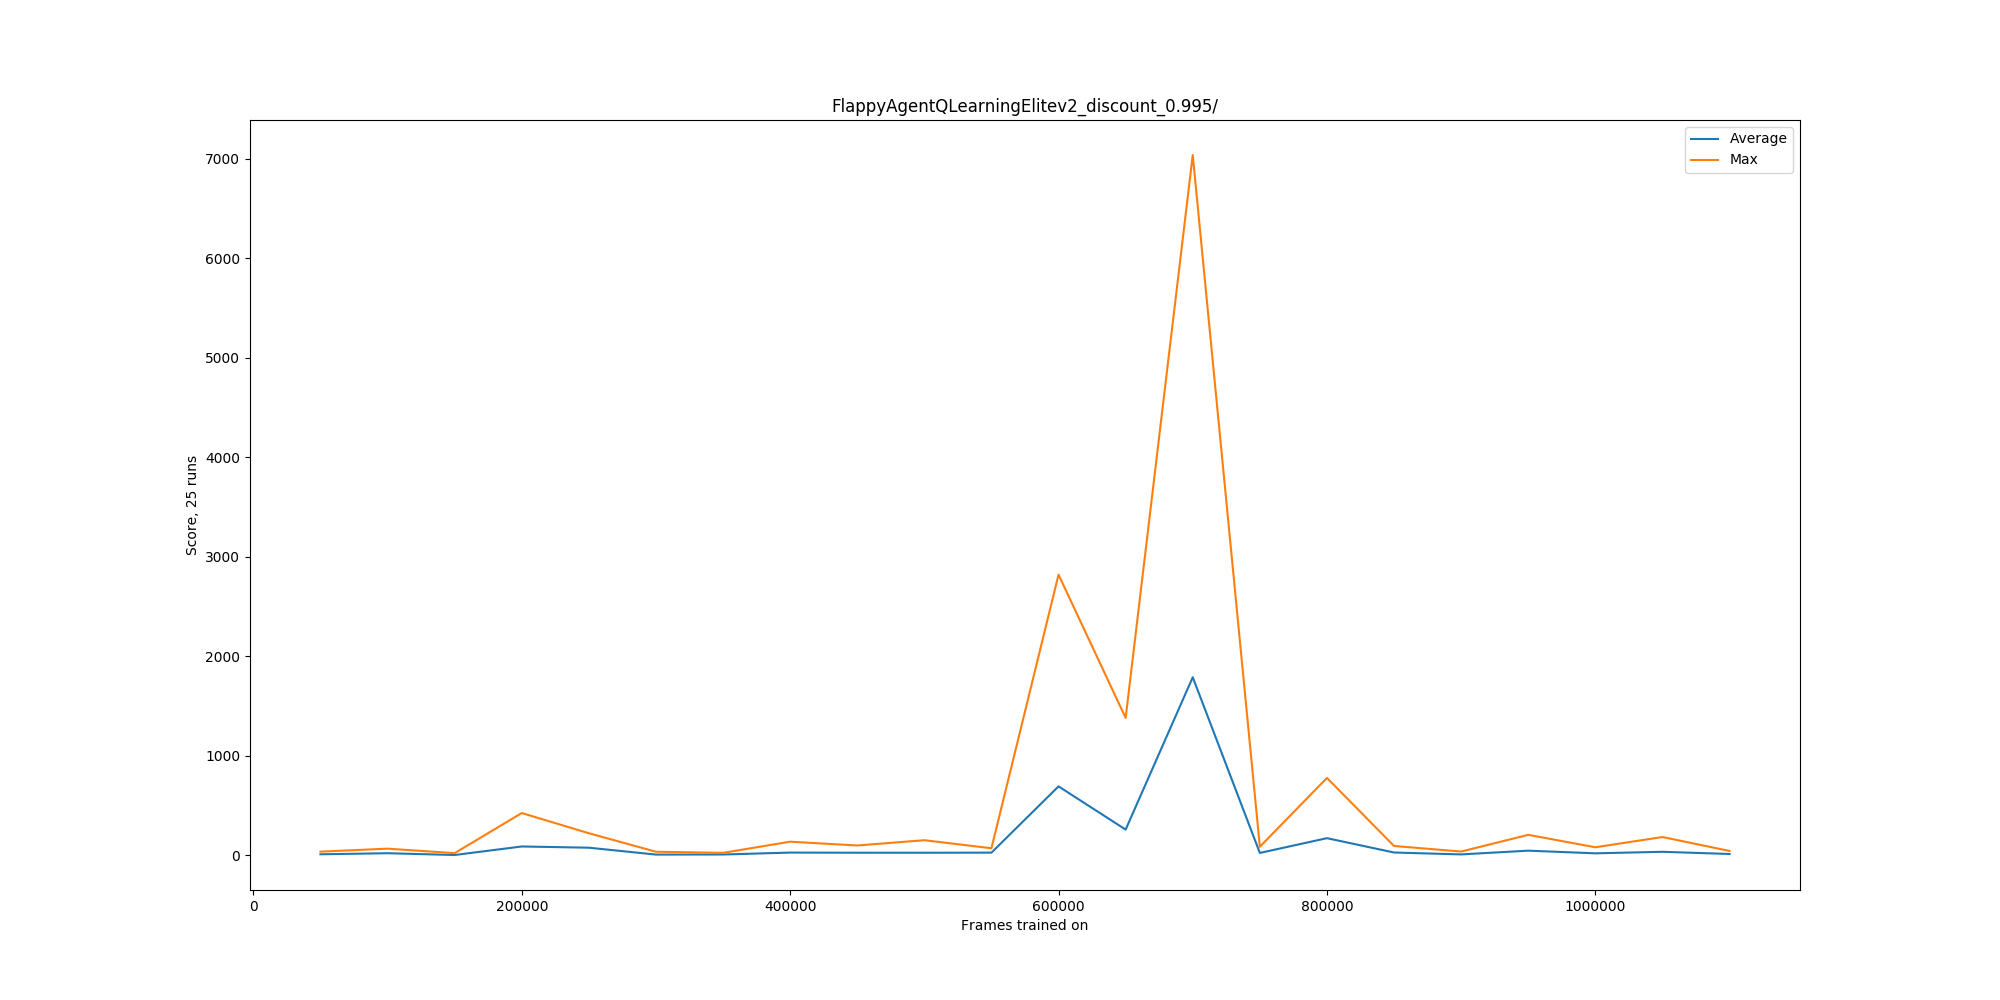 FlappyAgentQLearningElitev2_discount_0.995/
Average
Max
7000
6000
5000
4000
3000
2000
1000
0
Score, 25 runs
0
200000
400000
600000
800000
1000000
Frames trained on